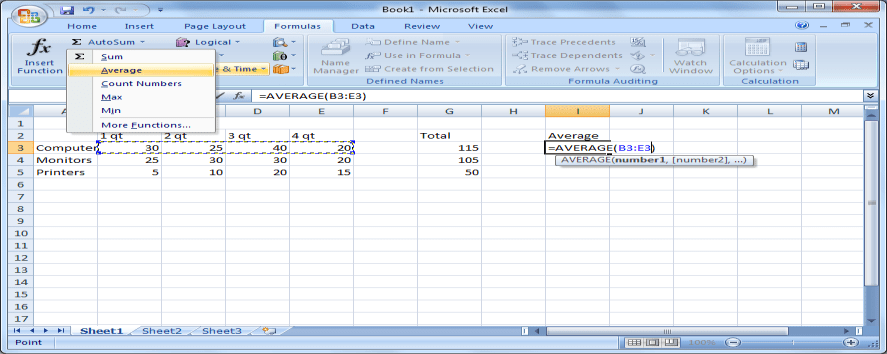 Book1 - Microsoft Excel
Home Insert Page Layout Formulas Data Review View
fx Insert Function
Σ AutoSum
Logical
Σ Sum
Average
Count Numbers
Max
Min
More Functions...
e & Time
Name Manager
Define Name
Use in Formula
Create from Selection
Defined Names
Trace Precedents
Trace Dependents
Remove Arrows
Formula Auditing
Watch Window
Calculation Options
Calculation
fx =AVERAGE(B3:E3)
D E F G H I J K L M
1
2 1 qt 2 qt 3 qt 4 qt Total Average
3 Computer 30 25 40 20 115 =AVERAGE(B3:E3)
4 Monitors 25 30 30 20 105 AVERAGE(number1, [number2], ...)
5 Printers 5 10 20 15 50
6
7
8
9
10
11
12
13
14
15
16
17
Sheet1 Sheet2 Sheet3
Point 100%